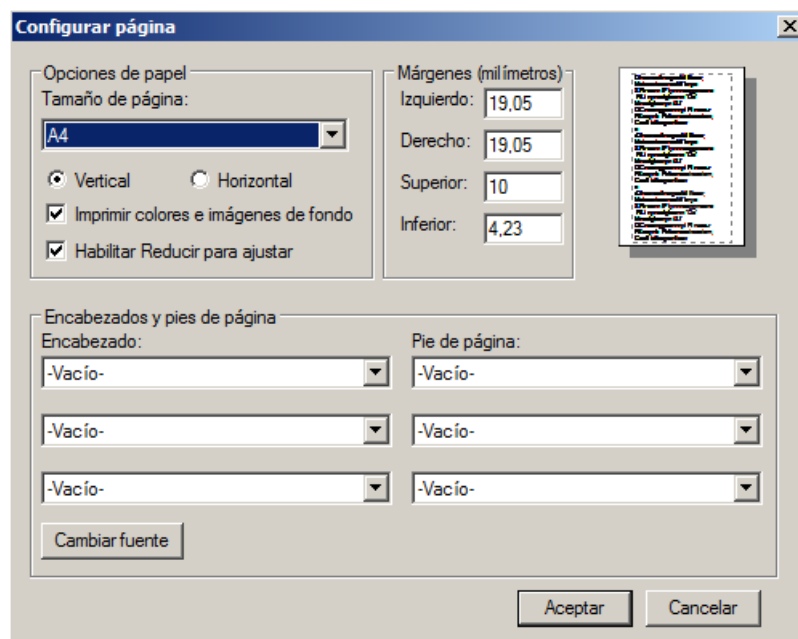 Configurar página
Opciones de papel
Tamaño de página:
A4
Vertical
Horizontal
Imprimir colores e imágenes de fondo
Habilitar Reducir para ajustar
Márgenes (milímetros)
Izquierdo: 19,05
Derecho: 19,05
Superior: 10
Inferior: 4,23
Encabezados y pies de página
Encabezado:
Pie de página:
-Vacío-
-Vacío-
-Vacío-
-Vacío-
-Vacío-
-Vacío-
Cambiar fuente
Aceptar
Cancelar